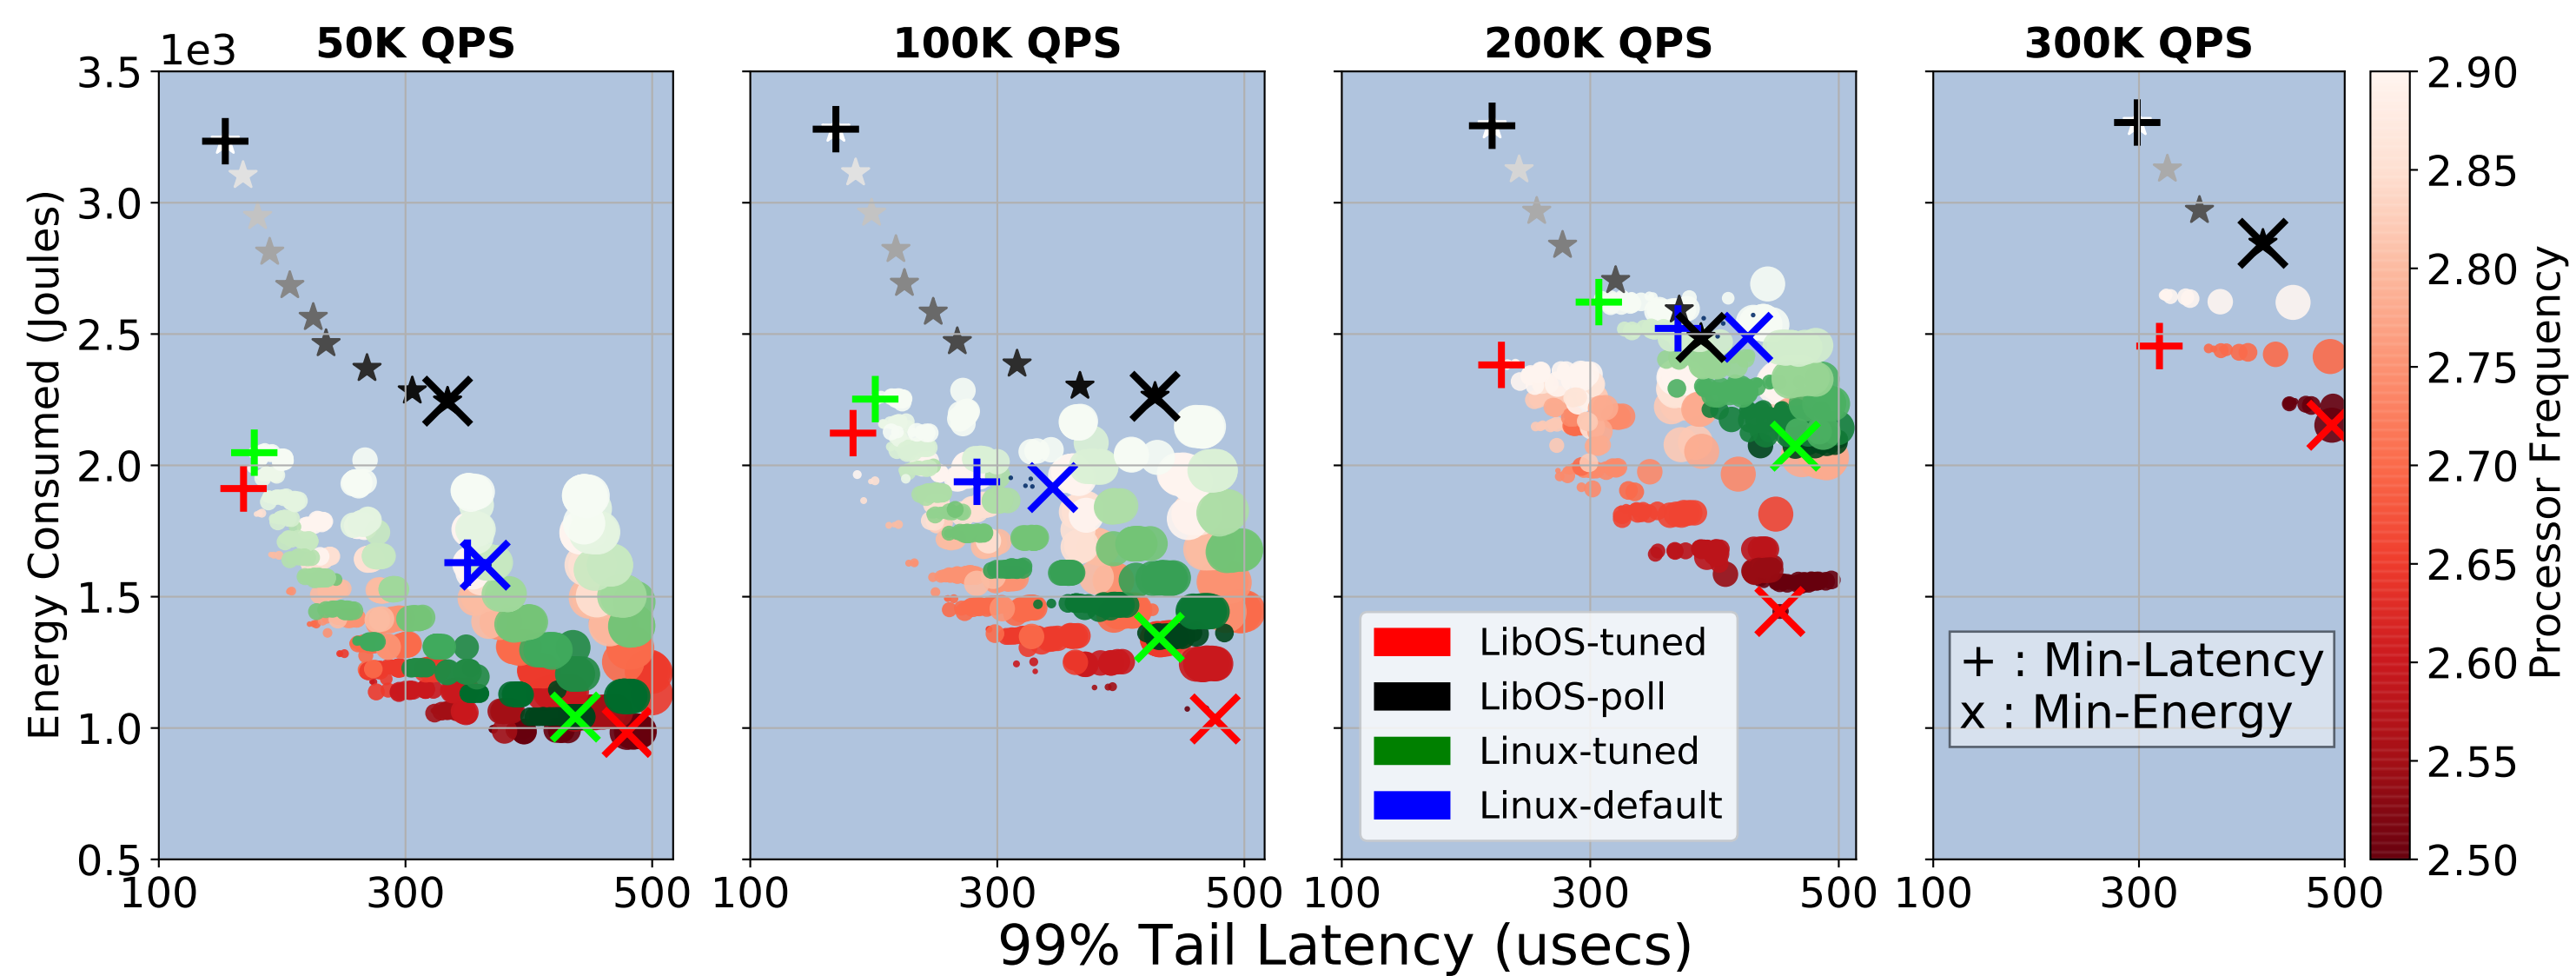 50K QPS 100K QPS 200K QPS 300K QPS
1e3
3.5
3.0
2.5
2.0
1.5
1.0
0.5
Energy Consumed (Joules)
100 300 500
100 300 500
100 300 500
100 300 500
99% Tail Latency (usecs)
LibOS-tuned
LibOS-poll
Linux-tuned
Linux-default
+ : Min-Latency
x : Min-Energy
2.90
2.85
2.80
2.75
2.70
2.65
2.60
2.55
2.50
Processor Frequency